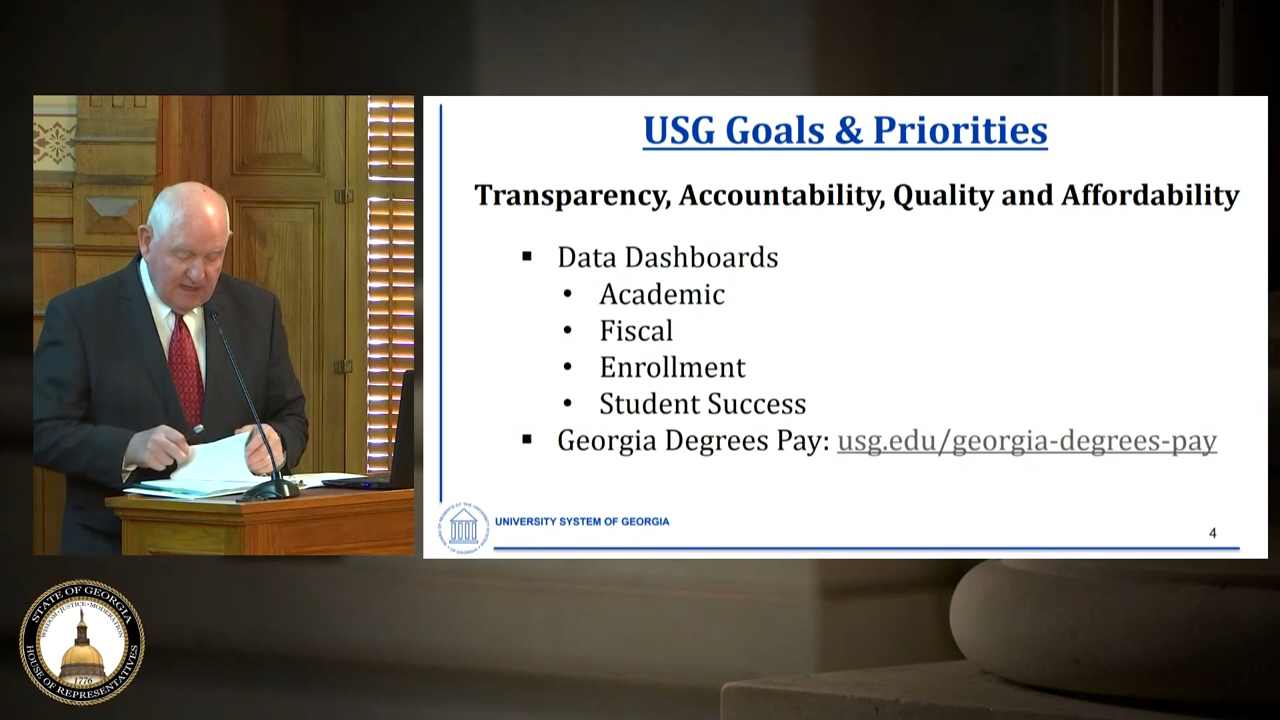 USG Goals & Priorities
Transparency, Accountability, Quality and Affordability
▪ Data Dashboards
• Academic
• Fiscal
• Enrollment
• Student Success
▪ Georgia Degrees Pay: usg.edu/georgia-degrees-pay
UNIVERSITY SYSTEM OF GEORGIA
4
STATE OF GEORGIA
WISDOM · JUSTICE · MODERATION
1776
HOUSE OF REPRESENTATIVES